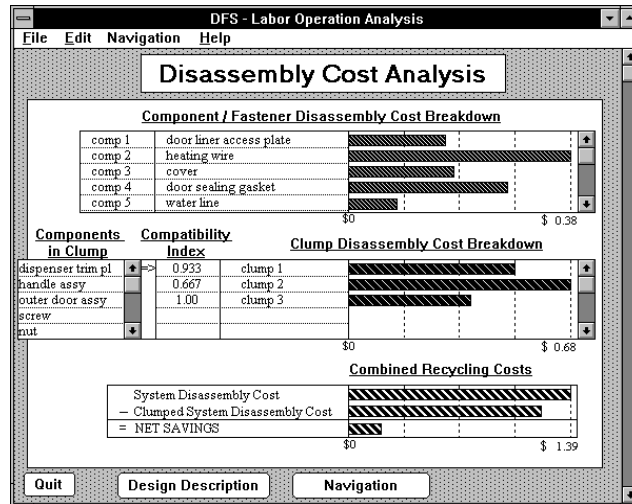 DFS - Labor Operation Analysis
File Edit Navigation Help
Disassembly Cost Analysis
Component / Fastener Disassembly Cost Breakdown
comp 1 door liner access plate
comp 2 heating wire
comp 3 cover
comp 4 door sealing gasket
comp 5 water line
$0 $ 0.38
Components in Clump
Compatibility Index
Clump Disassembly Cost Breakdown
dispenser trim pl => 0.933 clump 1
handle assy 0.667 clump 2
outer door assy 1.00 clump 3
screw
nut
$0 $ 0.68
Combined Recycling Costs
System Disassembly Cost
– Clumped System Disassembly Cost
= NET SAVINGS
$0 $ 1.39
Quit Design Description Navigation